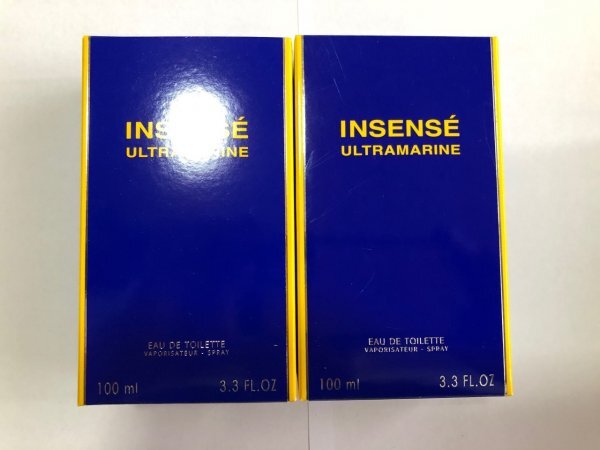 INSENSÉ
ULTRAMARINE
EAU DE TOILETTE
VAPORISATEUR - SPRAY
100 ml 3.3 FL.OZ
INSENSÉ
ULTRAMARINE
EAU DE TOILETTE
VAPORISATEUR - SPRAY
100 ml 3.3 FL.OZ